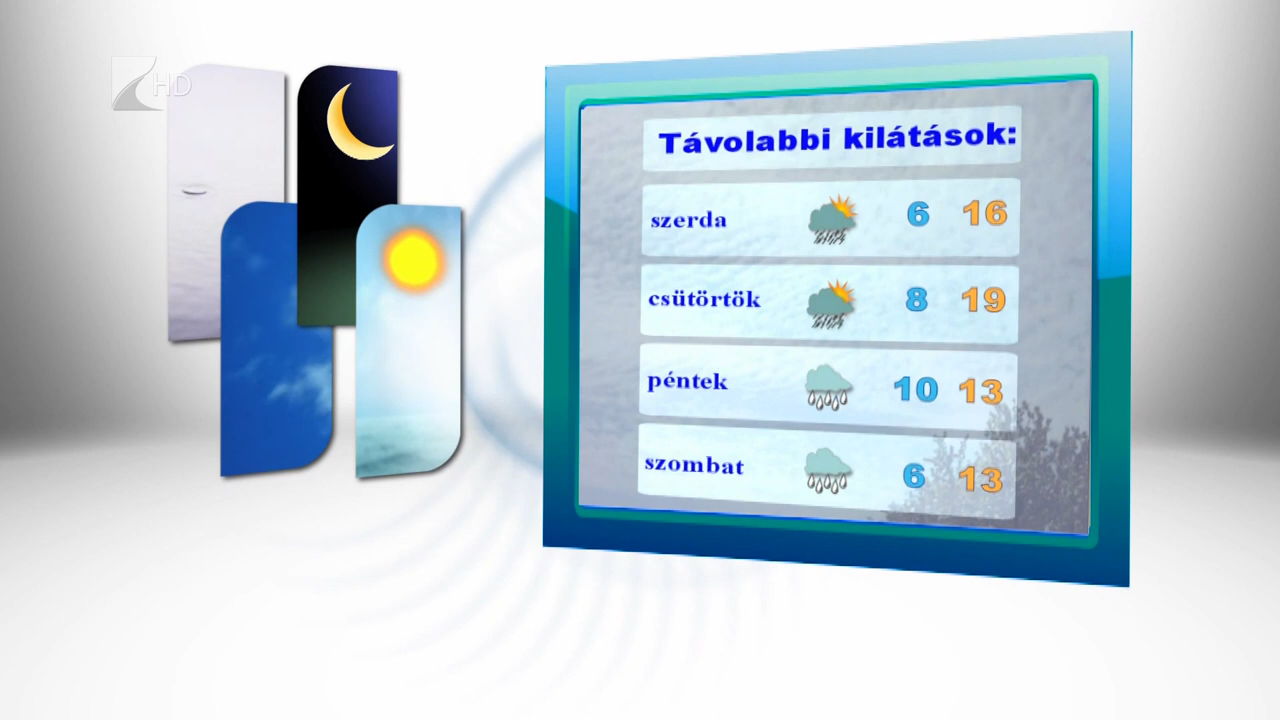 HD
Távolabbi kilátások:
szerda 6 16
csütörtök 8 19
péntek 10 13
szombat 6 13